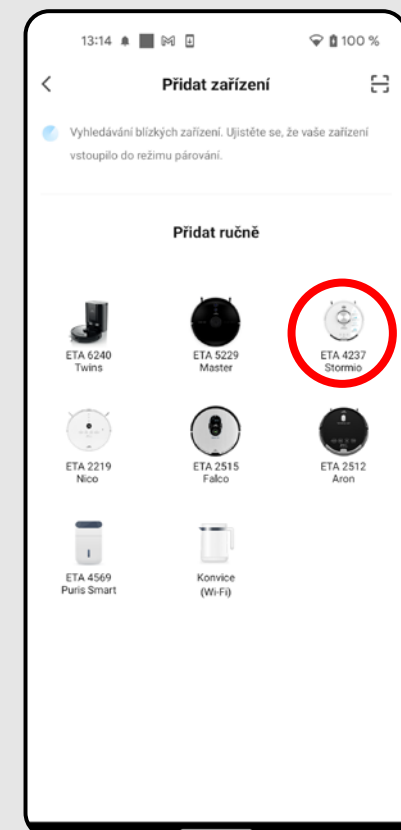 13:14
100 %
Přidat zařízení
Vyhledávání blízkých zařízení. Ujistěte se, že vaše zařízení
vstoupilo do režimu párování.
Přidat ručně
ETA 6240
Twins
ETA 5229
Master
ETA 4237
Stormio
ETA 2219
Nico
ETA 2515
Falco
ETA 2512
Aron
ETA 4569
Puris Smart
Konvice
(Wi-Fi)